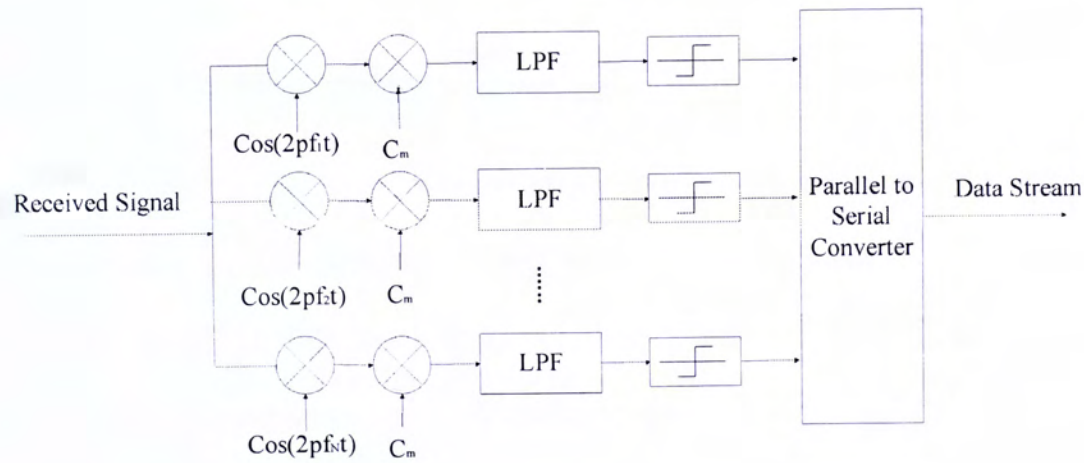 LPF
Cos(2pf₁t)
Cₘ
Received Signal
LPF
Parallel to
Serial
Converter
Data Stream
Cos(2pf₂t)
Cₘ
LPF
Cos(2pfNt)
Cₘ